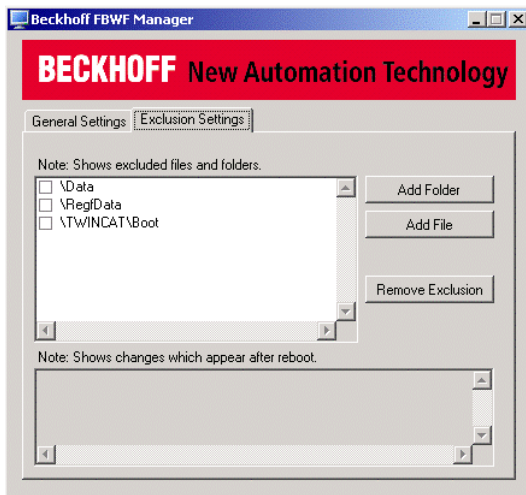 Beckhoff FBWF Manager
BECKHOFF New Automation Technology
General Settings Exclusion Settings
Note: Shows excluded files and folders.
\Data
\RegfData
\TWINCAT\Boot
Add Folder
Add File
Remove Exclusion
Note: Shows changes which appear after reboot.